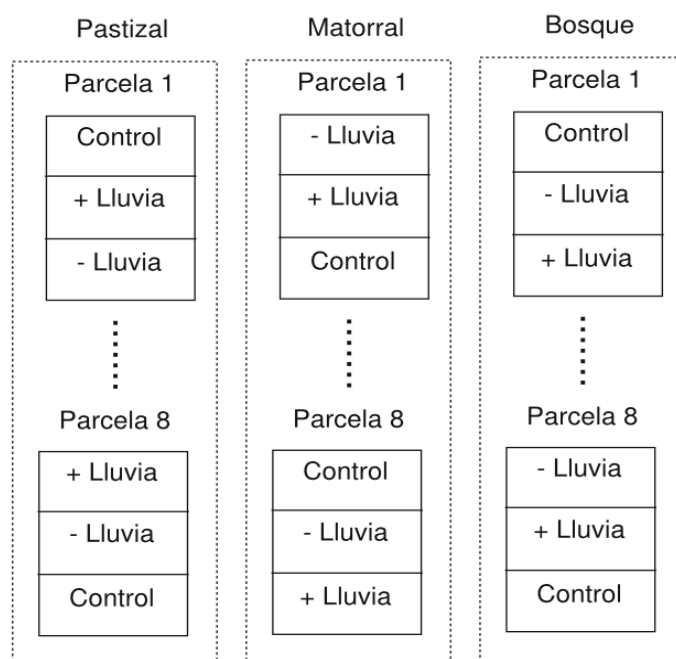 Pastizal
Parcela 1
Control
+ Lluvia
- Lluvia
Parcela 8
+ Lluvia
- Lluvia
Control
Matorral
Parcela 1
- Lluvia
+ Lluvia
Control
Parcela 8
Control
- Lluvia
+ Lluvia
Bosque
Parcela 1
Control
- Lluvia
+ Lluvia
Parcela 8
- Lluvia
+ Lluvia
Control